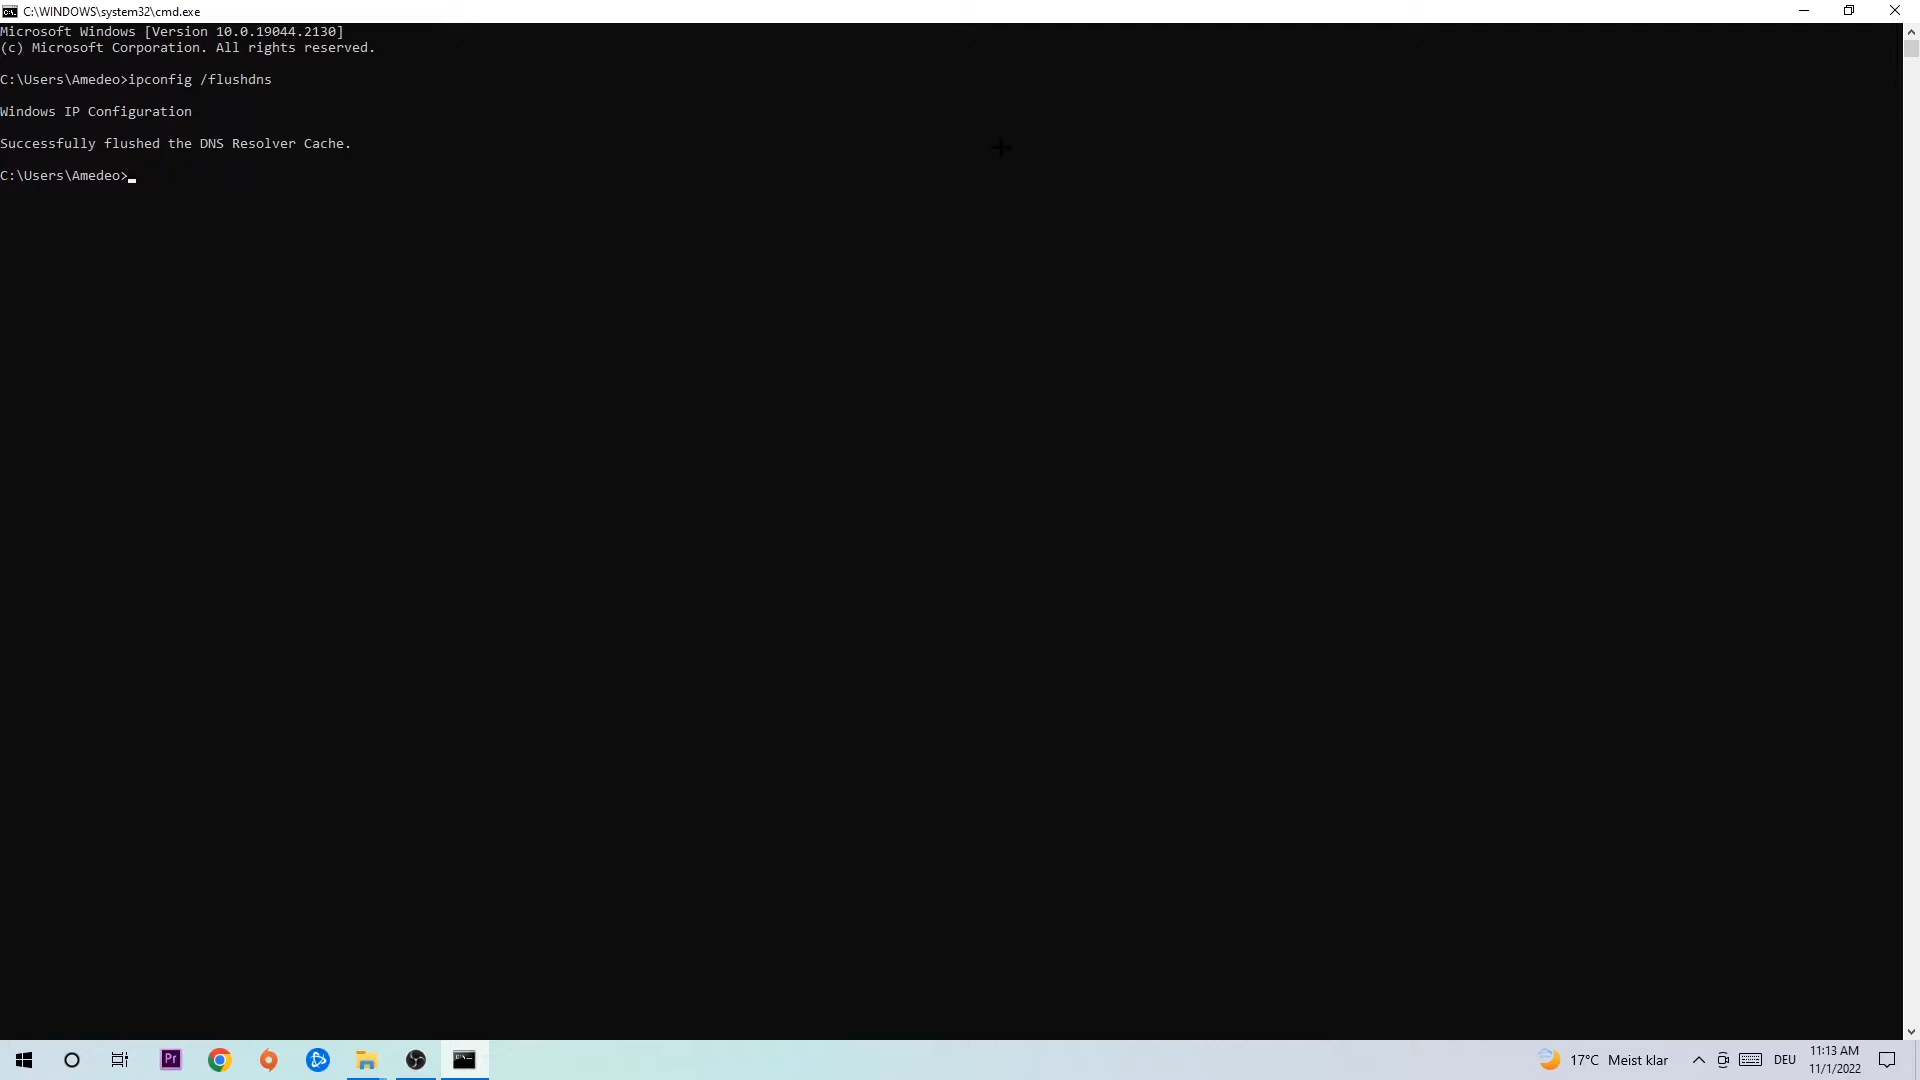 C:\WINDOWS\system32\cmd.exe
Microsoft Windows [Version 10.0.19044.2130]
(c) Microsoft Corporation. All rights reserved.
C:\Users\Amedeo>ipconfig /flushdns
Windows IP Configuration
Successfully flushed the DNS Resolver Cache.
C:\Users\Amedeo>
Pr
17°C Meist klar
DEU
11:13 AM
11/1/2022